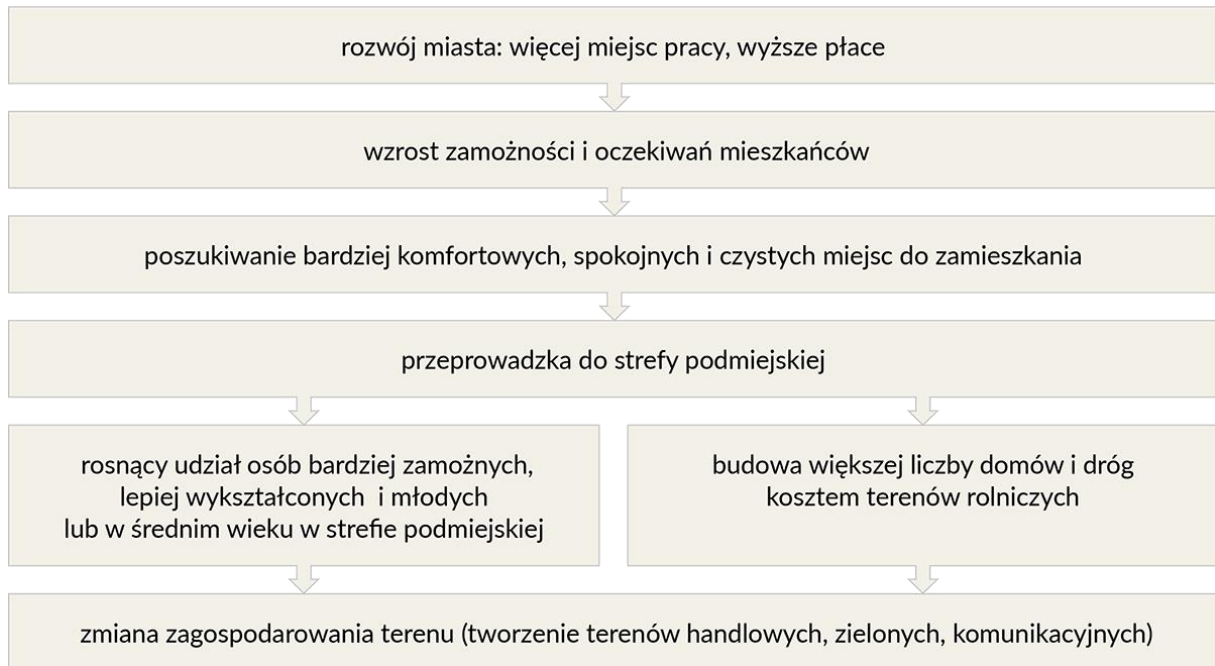 rozwój miasta: więcej miejsc pracy, wyższe płace
wzrost zamożności i oczekiwań mieszkańców
poszukiwanie bardziej komfortowych, spokojnych i czystych miejsc do zamieszkania
przeprowadzka do strefy podmiejskiej
rosnący udział osób bardziej zamożnych,
lepiej wykształconych i młodych
lub w średnim wieku w strefie podmiejskiej
budowa większej liczby domów i dróg
kosztem terenów rolniczych
zmiana zagospodarowania terenu (tworzenie terenów handlowych, zielonych, komunikacyjnych)